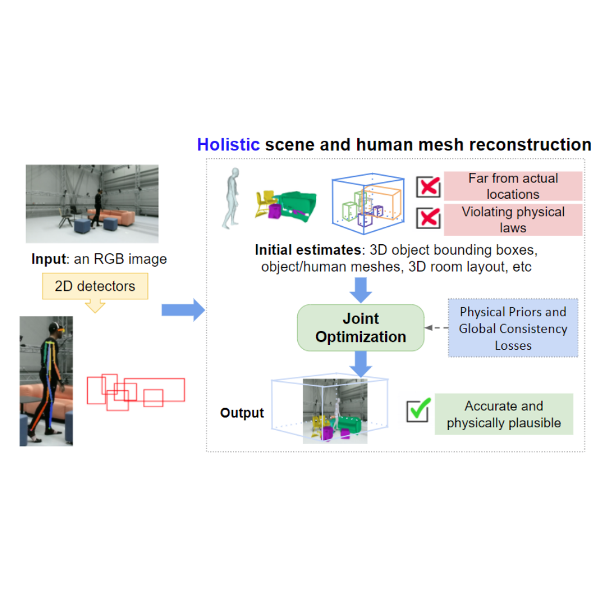 Holistic scene and human mesh reconstruction
Input: an RGB image
2D detectors
Far from actual
locations
Violating physical
laws
Initial estimates: 3D object bounding boxes,
object/human meshes, 3D room layout, etc
Joint
Optimization
Physical Priors and
Global Consistency
Losses
Output
Accurate and
physically plausible